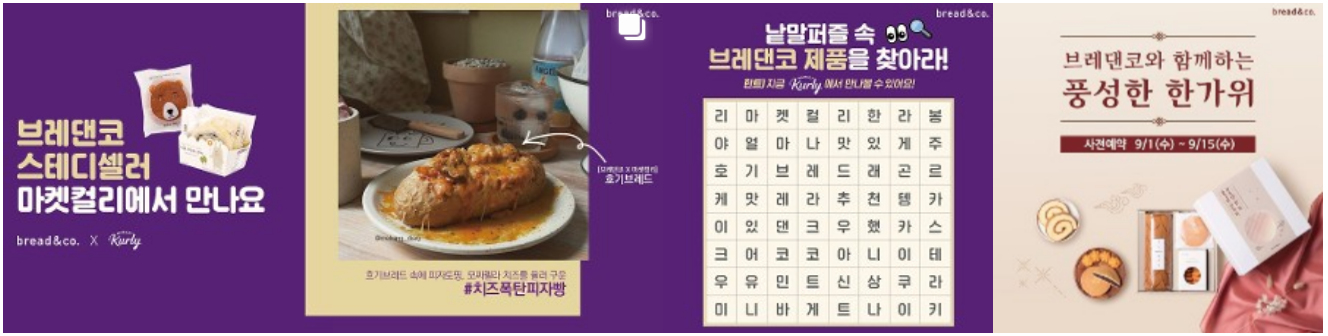 브레댄코
스테디셀러
마켓컬리에서 만나요
bread&co. X Kurly
bread&co.
호기브레드
호기브레드 속에 피자토핑, 모짜렐라 치즈를 올려 구운
#치즈폭탄피자빵
bread&co.
낱말퍼즐 속
브레댄코 제품을 찾아라!
힌트! 지금 Kurly 에서 만나볼 수 있어요!
리 마 켓 컬 리 한 라 봉
야 얼 마 나 맛 있 게 주
호 기 브 레 드 래 곤 르
케 맛 레 라 추 천 텡 카
이 있 댄 크 우 했 카 스
크 어 코 코 아 니 이 테
우 유 민 트 신 상 쿠 라
미 니 바 게 트 나 이 키
bread&co.
브레댄코와 함께하는
풍성한 한가위
사전예약 9/1(수) ~ 9/15(수)